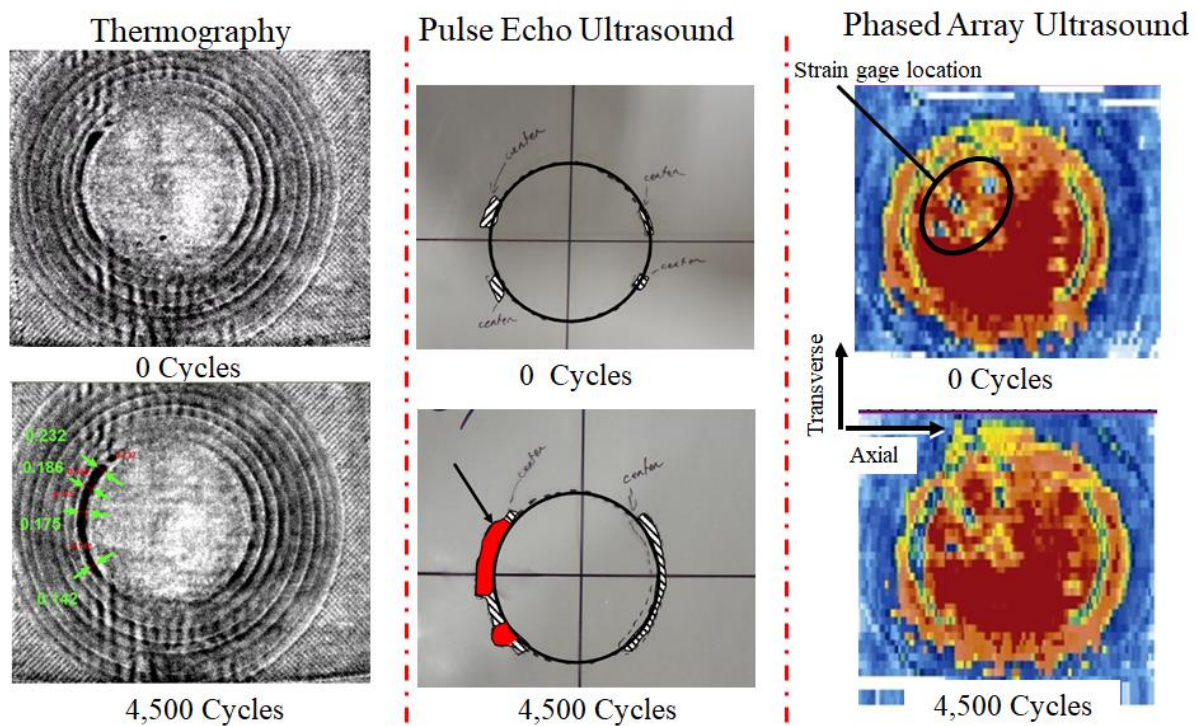 Thermography
Pulse Echo Ultrasound
Phased Array Ultrasound
Strain gage location
center
center
center
center
0 Cycles
0 Cycles
0 Cycles
Transverse
Axial
0.232
0.186
0.175
0.142
center
center
4,500 Cycles
4,500 Cycles
4,500 Cycles